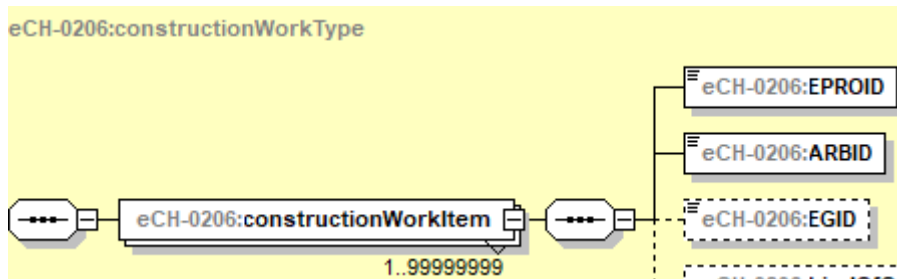 eCH-0206:constructionWorkType
eCH-0206:EPROID
eCH-0206:ARBID
eCH-0206:constructionWorkItem
eCH-0206:EGID
1..99999999